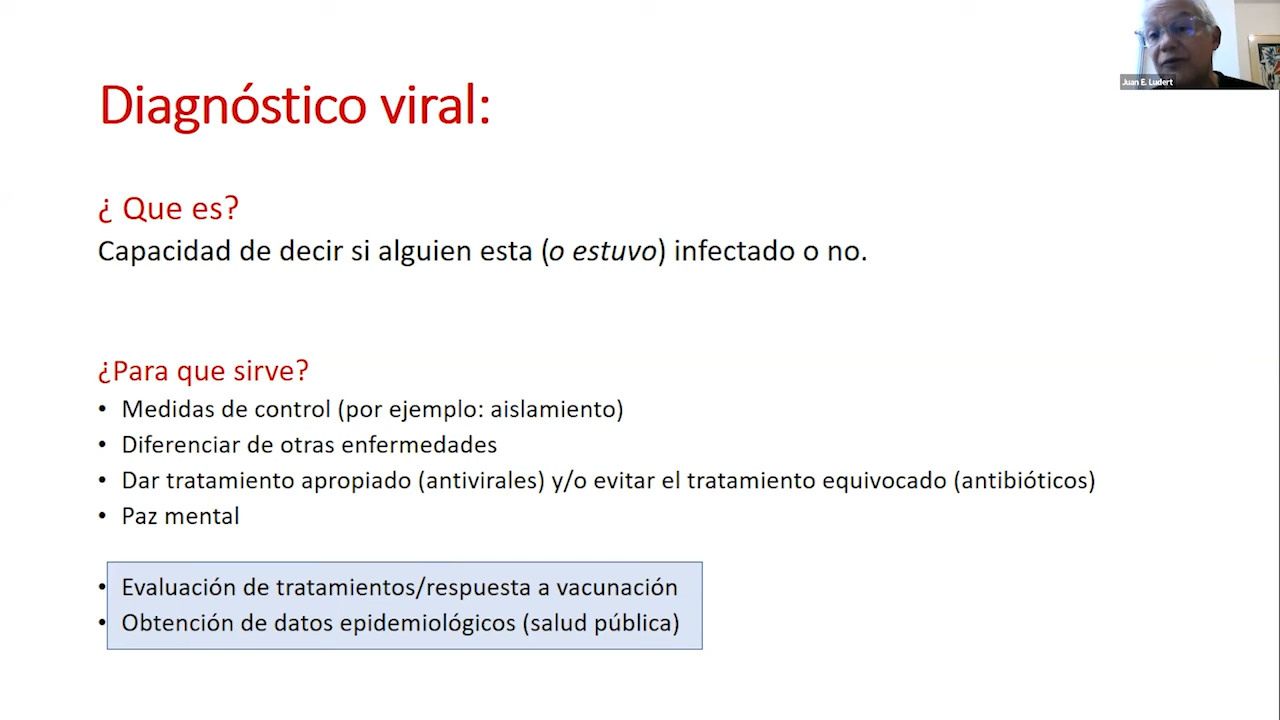 Juan E. Ludert
Diagnóstico viral:
¿ Que es?
Capacidad de decir si alguien esta (o estuvo) infectado o no.
¿Para que sirve?
• Medidas de control (por ejemplo: aislamiento)
• Diferenciar de otras enfermedades
• Dar tratamiento apropiado (antivirales) y/o evitar el tratamiento equivocado (antibióticos)
• Paz mental
• Evaluación de tratamientos/respuesta a vacunación
• Obtención de datos epidemiológicos (salud pública)